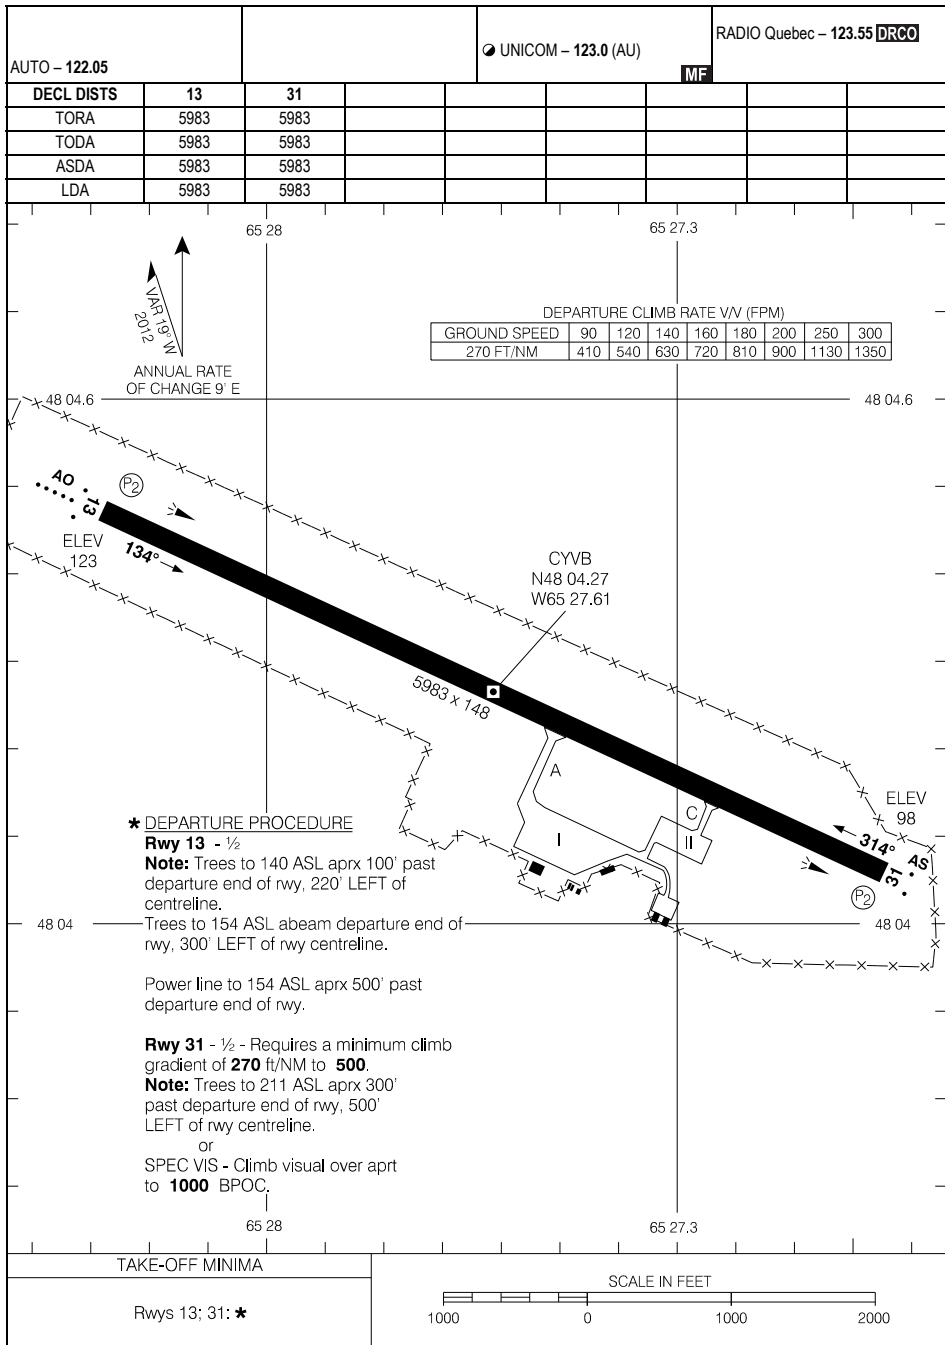 AUTO – 122.05
UNICOM – 123.0 (AU)
MF
RADIO Quebec – 123.55 DRCO
DECL DISTS 13 31
TORA 5983 5983
TODA 5983 5983
ASDA 5983 5983
LDA 5983 5983
65 28
65 27.3
VAR 19° W
2012
ANNUAL RATE
OF CHANGE 9' E
DEPARTURE CLIMB RATE V/V (FPM)
GROUND SPEED 90 120 140 160 180 200 250 300
270 FT/NM 410 540 630 720 810 900 1130 1350
48 04.6
48 04.6
AO
P2
13
ELEV
123
134°
CYVB
N48 04.27
W65 27.61
5983 x 148
A
C
I
II
ELEV
98
314°
AS
31
P2
48 04
48 04
* DEPARTURE PROCEDURE
Rwy 13 - ½
Note: Trees to 140 ASL aprx 100' past
departure end of rwy, 220' LEFT of
centreline.
Trees to 154 ASL abeam departure end of
rwy, 300' LEFT of rwy centreline.
Power line to 154 ASL aprx 500' past
departure end of rwy.
Rwy 31 - ½ - Requires a minimum climb
gradient of 270 ft/NM to 500.
Note: Trees to 211 ASL aprx 300'
past departure end of rwy, 500'
LEFT of rwy centreline.
or
SPEC VIS - Climb visual over aprt
to 1000 BPOC.
65 28
65 27.3
TAKE-OFF MINIMA
Rwys 13; 31: *
SCALE IN FEET
1000 0 1000 2000